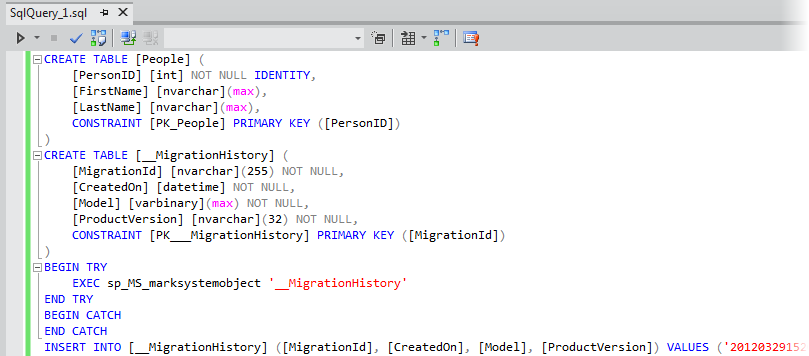 SqlQuery_1.sql
CREATE TABLE [People] (
[PersonID] [int] NOT NULL IDENTITY,
[FirstName] [nvarchar](max),
[LastName] [nvarchar](max),
CONSTRAINT [PK_People] PRIMARY KEY ([PersonID])
)
CREATE TABLE [__MigrationHistory] (
[MigrationId] [nvarchar](255) NOT NULL,
[CreatedOn] [datetime] NOT NULL,
[Model] [varbinary](max) NOT NULL,
[ProductVersion] [nvarchar](32) NOT NULL,
CONSTRAINT [PK___MigrationHistory] PRIMARY KEY ([MigrationId])
)
BEGIN TRY
EXEC sp_MS_marksystemobject '__MigrationHistory'
END TRY
BEGIN CATCH
END CATCH
INSERT INTO [__MigrationHistory] ([MigrationId], [CreatedOn], [Model], [ProductVersion]) VALUES ('2012032915